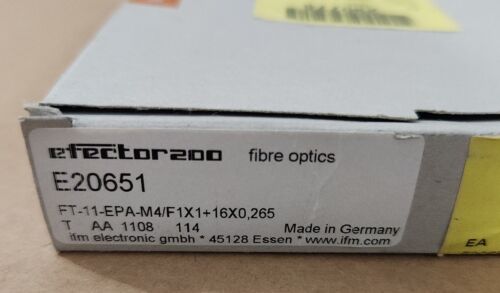 efector200 fibre optics
E20651
FT-11-EPA-M4/F1X1+16X0,265
T AA 1108 114 Made in Germany
ifm electronic gmbh * 45128 Essen * www.ifm.com
EA